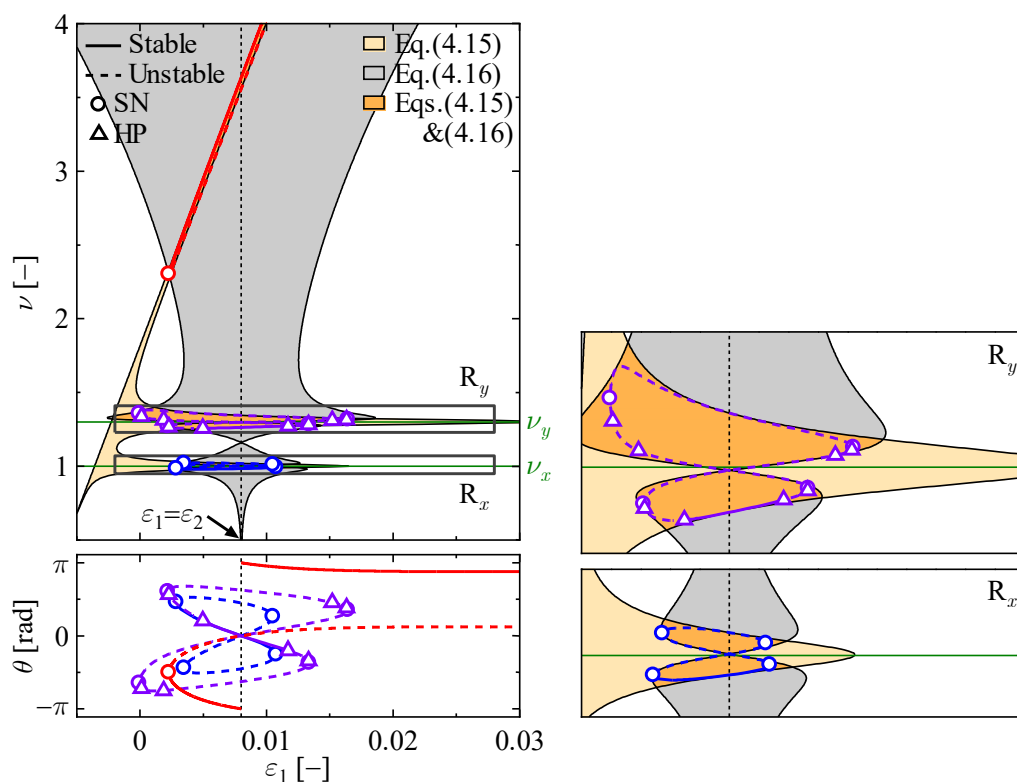 4
3
2
1
ν [−]
Stable
Unstable
SN
HP
Eq.(4.15)
Eq.(4.16)
Eqs.(4.15)
&(4.16)
R_y
ν_y
ν_x
R_x
ε₁=ε₂
π
0
−π
θ [rad]
0
0.01
0.02
0.03
ε₁ [−]
R_y
R_x